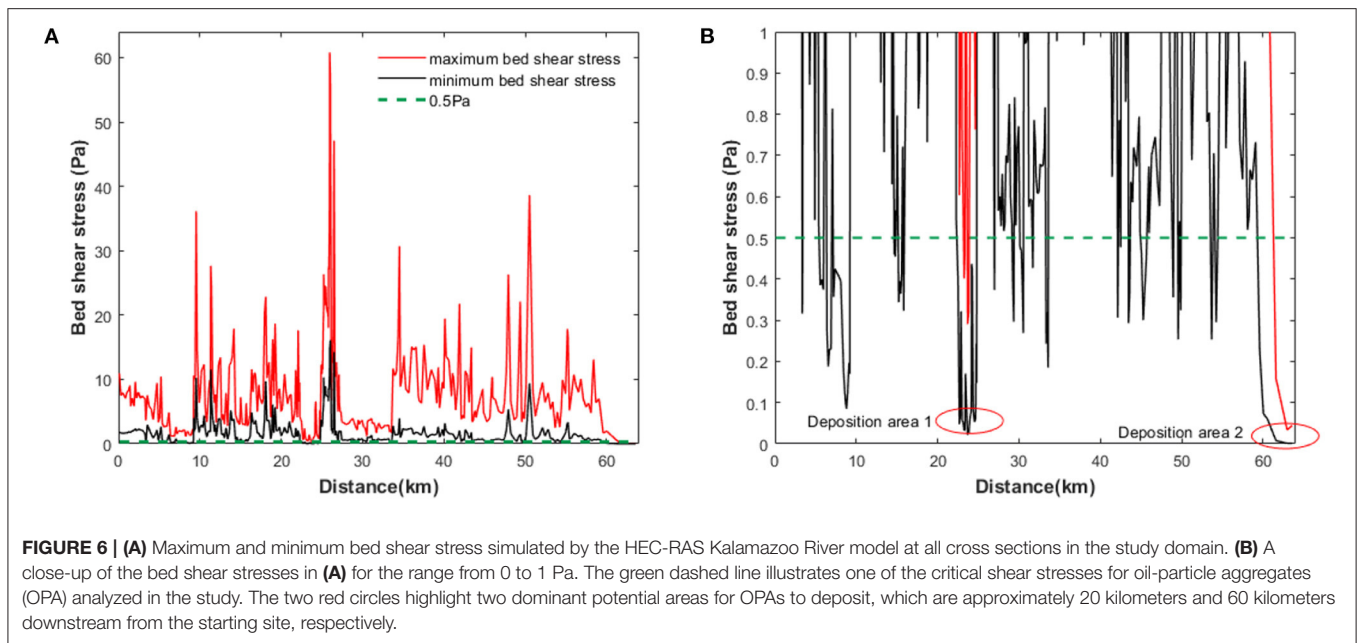 A
60
50
40
30
20
10
0
Bed shear stress (Pa)
maximum bed shear stress
minimum bed shear stress
0.5Pa
0 10 20 30 40 50 60
Distance(km)
B
1
0.9
0.8
0.7
0.6
0.5
0.4
0.3
0.2
0.1
0
Bed shear stress (Pa)
Deposition area 1
Deposition area 2
0 10 20 30 40 50 60
Distance(km)
FIGURE 6 | (A) Maximum and minimum bed shear stress simulated by the HEC-RAS Kalamazoo River model at all cross sections in the study domain. (B) A
close-up of the bed shear stresses in (A) for the range from 0 to 1 Pa. The green dashed line illustrates one of the critical shear stresses for oil-particle aggregates
(OPA) analyzed in the study. The two red circles highlight two dominant potential areas for OPAs to deposit, which are approximately 20 kilometers and 60 kilometers
downstream from the starting site, respectively.